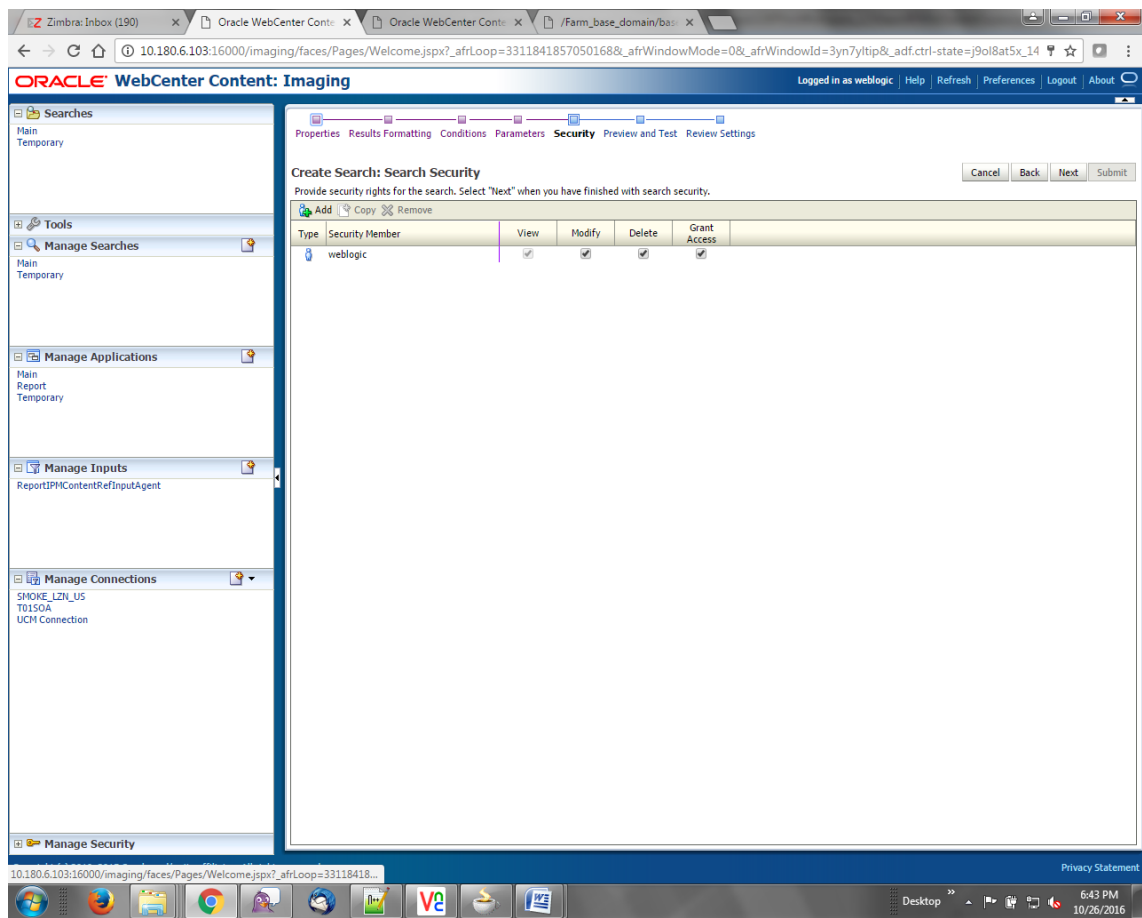 Zimbra: Inbox (190)
Oracle WebCenter Conte
Oracle WebCenter Conte
/Farm_base_domain/bas
10.180.6.103:16000/imaging/faces/Pages/Welcome.jspx?_afrLoop=3311841857050168&_afrWindowMode=0&_afrWindowId=3yn7yltip&_adf.ctrl-state=j9ol8at5x_14
ORACLE WebCenter Content: Imaging
Logged in as weblogic Help Refresh Preferences Logout About
Searches
Main
Temporary
Tools
Manage Searches
Main
Temporary
Manage Applications
Main
Report
Temporary
Manage Inputs
ReportIPMContentRefInputAgent
Manage Connections
SMOKE_LZN_US
T01SOA
UCM Connection
Manage Security
Properties Results Formatting Conditions Parameters Security Preview and Test Review Settings
Create Search: Search Security
Cancel Back Next Submit
Provide security rights for the search. Select "Next" when you have finished with search security.
Add Copy Remove
Type Security Member View Modify Delete Grant Access
weblogic
Privacy Statement
10.180.6.103:16000/imaging/faces/Pages/Welcome.jspx?_afrLoop=33118418...
Desktop
6:43 PM
10/26/2016